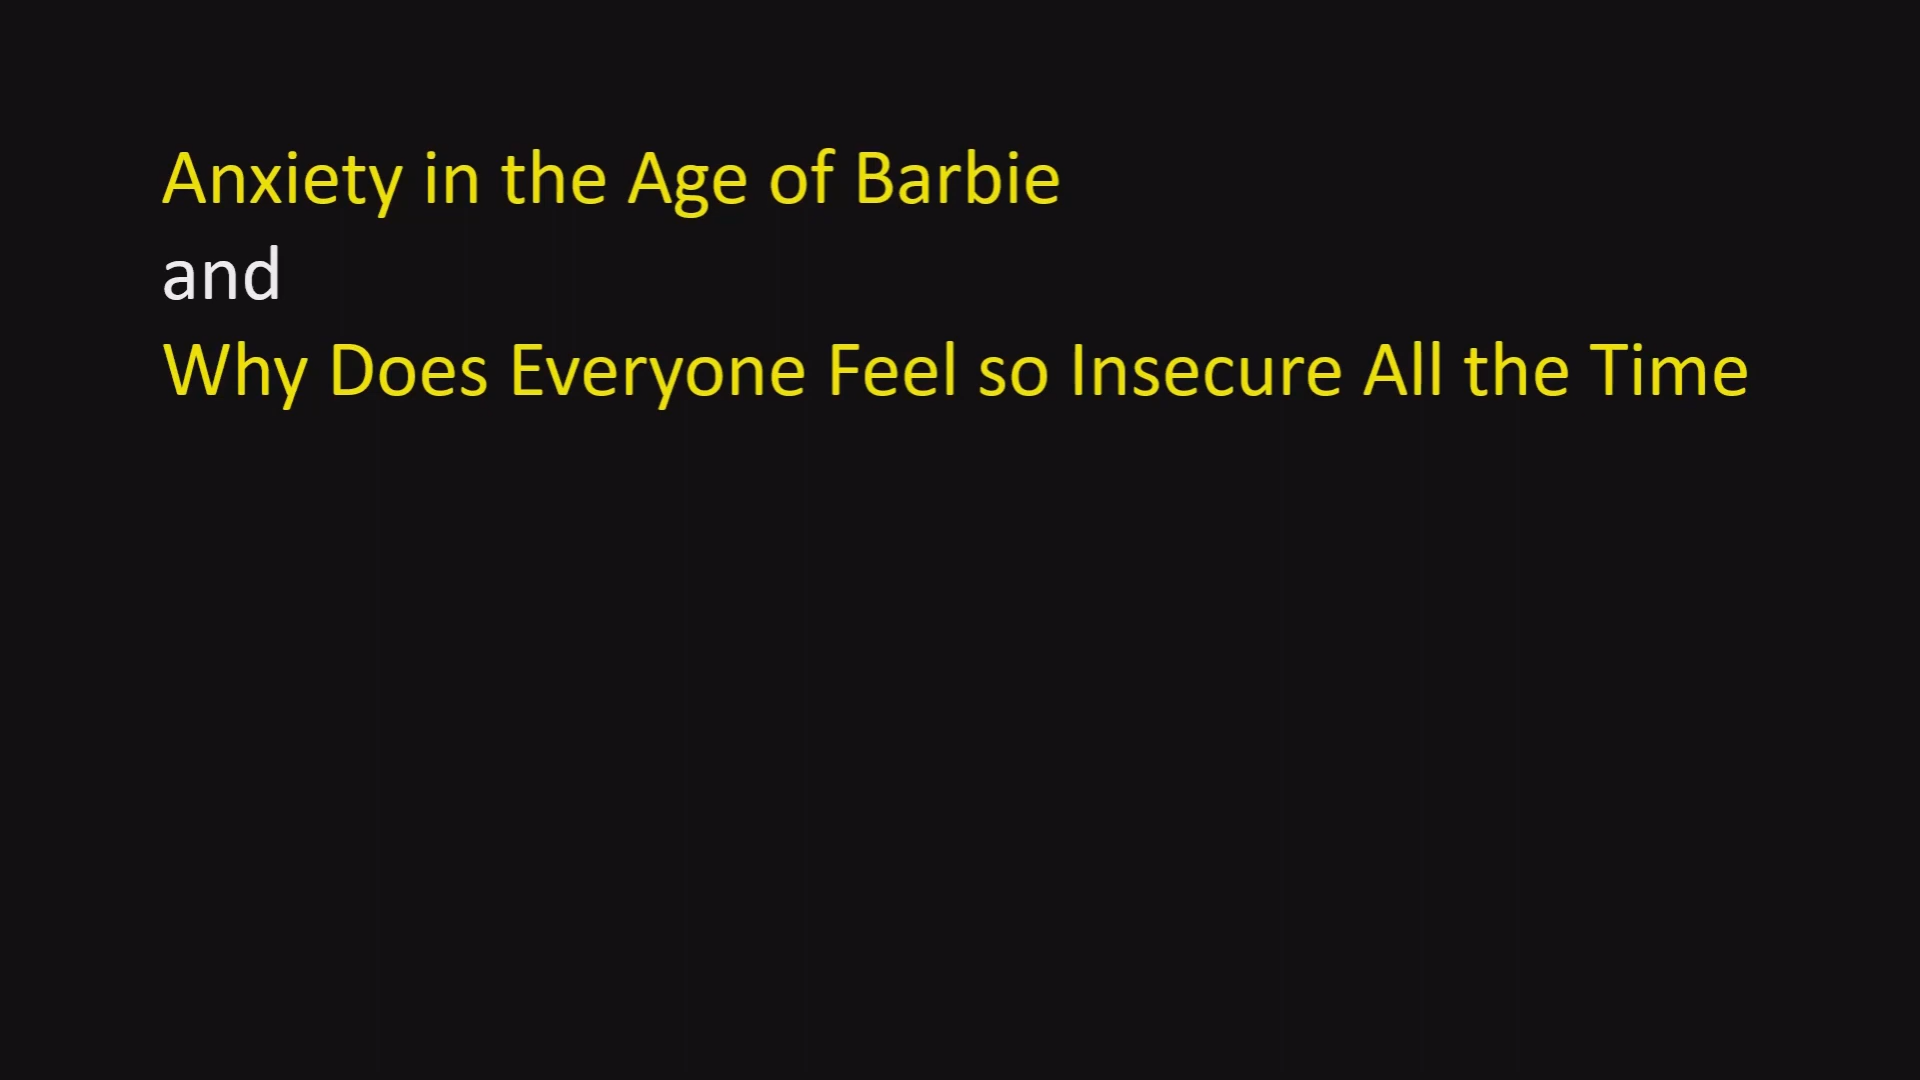 Anxiety in the Age of Barbie
and
Why Does Everyone Feel so Insecure All the Time